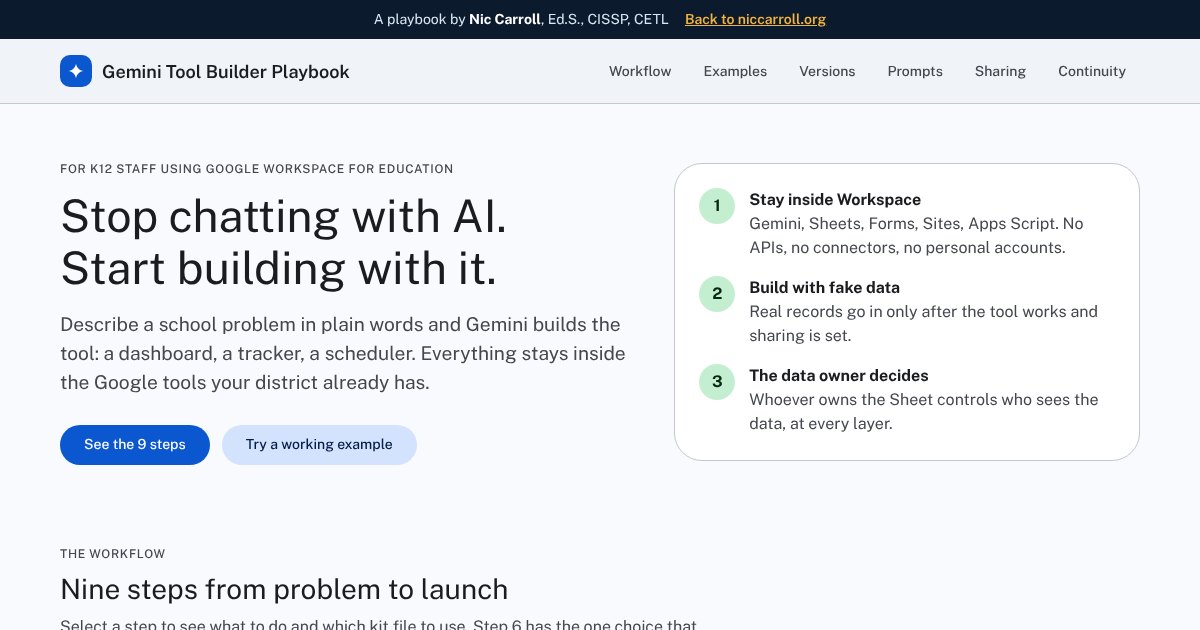 A playbook by Nic Carroll, Ed.S., CISSP, CETL Back to niccarroll.org
Gemini Tool Builder Playbook
Workflow Examples Versions Prompts Sharing Continuity
FOR K12 STAFF USING GOOGLE WORKSPACE FOR EDUCATION
Stop chatting with AI.
Start building with it.
Describe a school problem in plain words and Gemini builds the
tool: a dashboard, a tracker, a scheduler. Everything stays inside
the Google tools your district already has.
See the 9 steps Try a working example
1 Stay inside Workspace
Gemini, Sheets, Forms, Sites, Apps Script. No
APIs, no connectors, no personal accounts.
2 Build with fake data
Real records go in only after the tool works and
sharing is set.
3 The data owner decides
Whoever owns the Sheet controls who sees the
data, at every layer.
THE WORKFLOW
Nine steps from problem to launch
Select a step to see what to do and which kit file to use. Step 6 has the one choice that